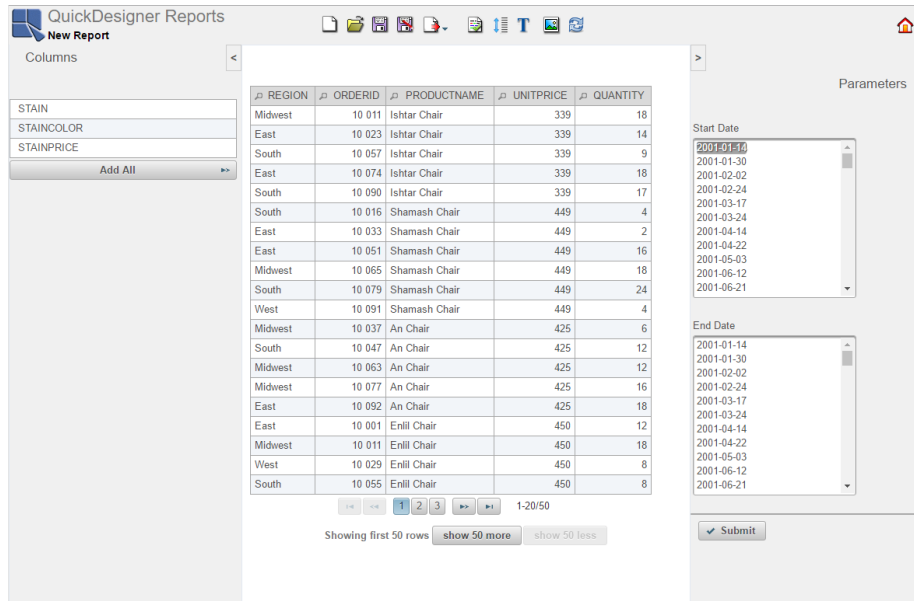 QuickDesigner Reports
New Report
Columns
<
>
Parameters
STAIN
STAINCOLOR
STAINPRICE
Add All
REGION ORDERID PRODUCTNAME UNITPRICE QUANTITY
Midwest 10 011 Ishtar Chair 339 18
East 10 023 Ishtar Chair 339 14
South 10 057 Ishtar Chair 339 9
East 10 074 Ishtar Chair 339 18
South 10 090 Ishtar Chair 339 17
South 10 016 Shamash Chair 449 4
East 10 033 Shamash Chair 449 2
East 10 051 Shamash Chair 449 16
Midwest 10 065 Shamash Chair 449 18
South 10 079 Shamash Chair 449 24
West 10 091 Shamash Chair 449 4
Midwest 10 037 An Chair 425 6
South 10 047 An Chair 425 12
Midwest 10 063 An Chair 425 12
Midwest 10 077 An Chair 425 16
East 10 092 An Chair 425 18
East 10 001 Enlil Chair 450 12
Midwest 10 011 Enlil Chair 450 18
West 10 029 Enlil Chair 450 8
South 10 055 Enlil Chair 450 8
1 2 3 1-20/50
Showing first 50 rows show 50 more show 50 less
Start Date
2001-01-14
2001-01-30
2001-02-02
2001-02-24
2001-03-17
2001-03-24
2001-04-14
2001-04-22
2001-05-03
2001-06-12
2001-06-21
End Date
2001-01-14
2001-01-30
2001-02-02
2001-02-24
2001-03-17
2001-03-24
2001-04-14
2001-04-22
2001-05-03
2001-06-12
2001-06-21
Submit